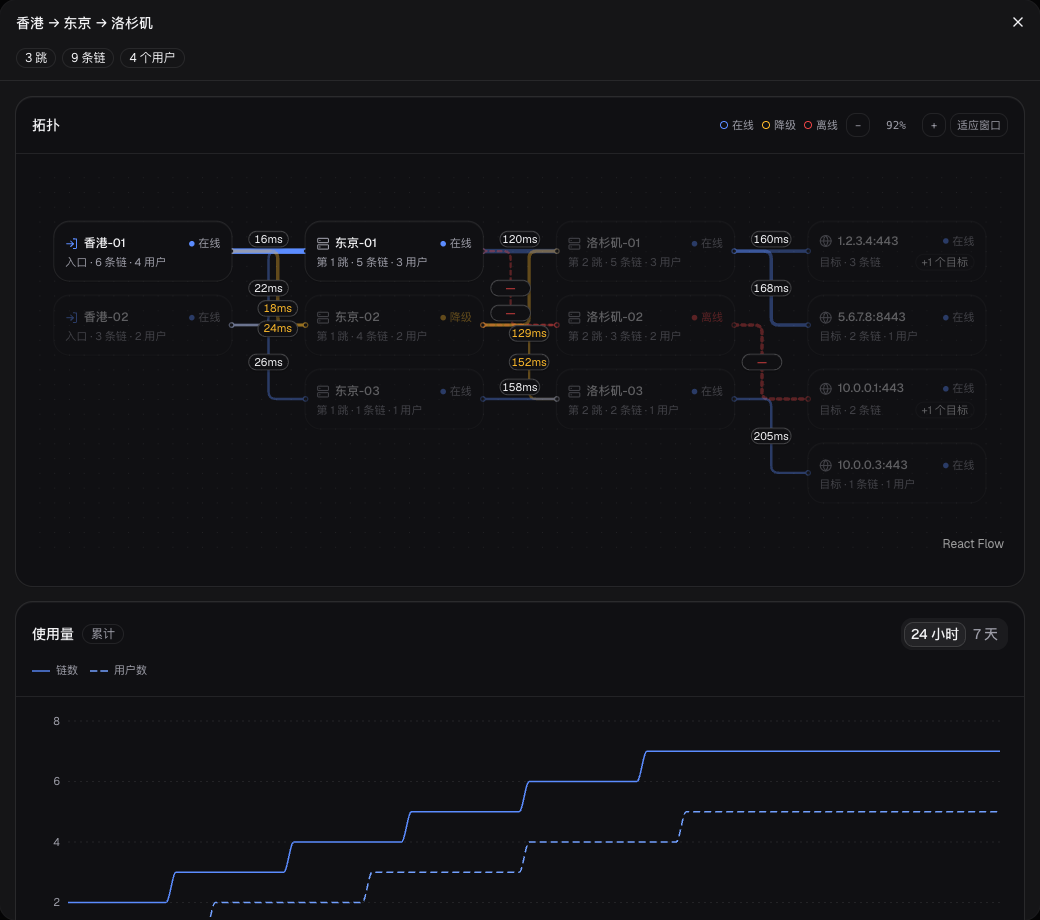 香港 → 东京 → 洛杉矶
3 跳 9 条链 4 个用户
拓扑
在线 降级 离线 − 92% + 适应窗口
香港-01 在线
入口 · 6 条链 · 4 用户
16ms
东京-01 在线
第 1 跳 · 5 条链 · 3 用户
120ms
洛杉矶-01 在线
第 2 跳 · 5 条链 · 3 用户
160ms
1.2.3.4:443 在线
目标 · 3 条链 +1 个目标
22ms
18ms
24ms
26ms
—
—
129ms
152ms
158ms
168ms
—
205ms
香港-02 在线
入口 · 3 条链 · 2 用户
东京-02 降级
第 1 跳 · 4 条链 · 2 用户
洛杉矶-02 离线
第 2 跳 · 3 条链 · 2 用户
5.6.7.8:8443 在线
目标 · 2 条链 · 1 用户
东京-03 在线
第 1 跳 · 1 条链 · 1 用户
洛杉矶-03 在线
第 2 跳 · 2 条链 · 1 用户
10.0.0.1:443 在线
目标 · 2 条链 +1 个目标
10.0.0.3:443 在线
目标 · 1 条链 · 1 用户
React Flow
使用量 累计
24 小时 7 天
链数 用户数
8
6
4
2